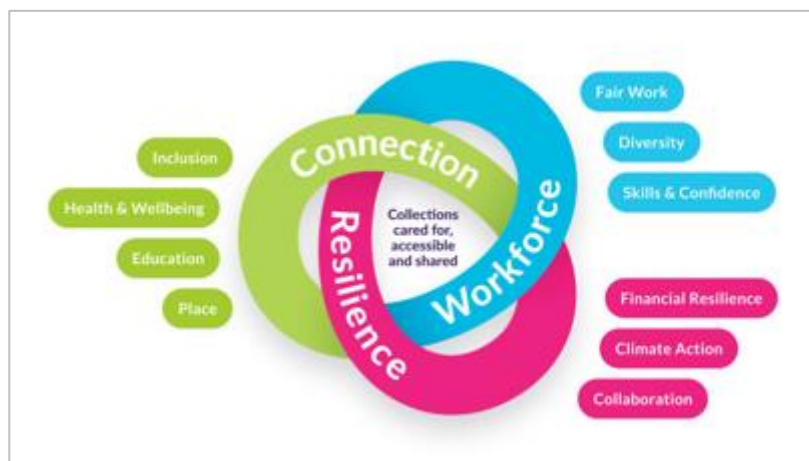 Connection
Workforce
Resilience
Collections
cared for,
accessible
and shared
Inclusion
Health & Wellbeing
Education
Place
Fair Work
Diversity
Skills & Confidence
Financial Resilience
Climate Action
Collaboration